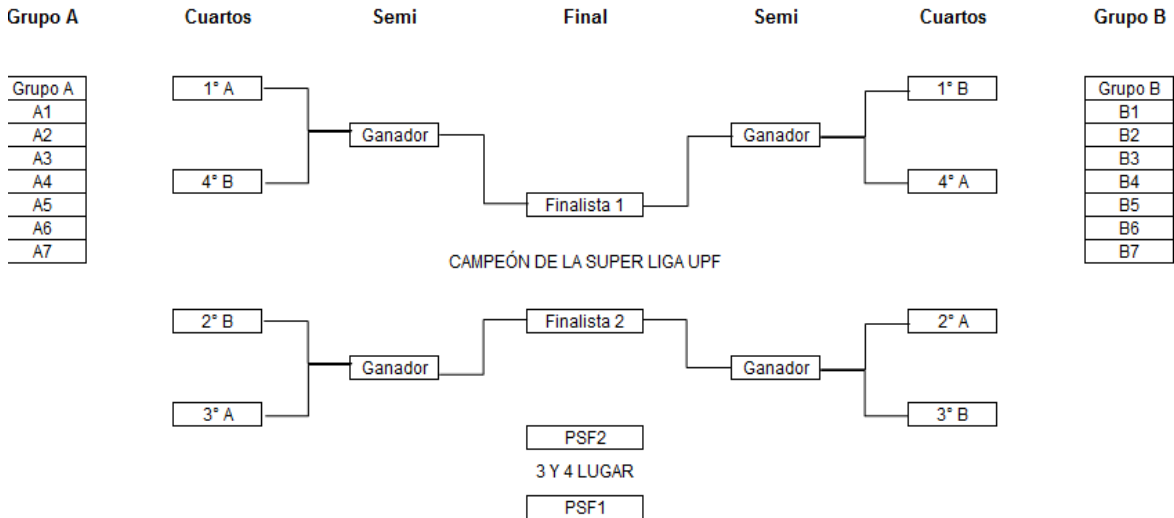 Grupo A Cuartos Semi Final Semi Cuartos Grupo B
Grupo A 1° A 1° B Grupo B
A1 B1
A2 Ganador Ganador B2
A3 B3
A4 4° B 4° A B4
A5 Finalista 1 B5
A6 B6
A7 B7
CAMPEÓN DE LA SUPER LIGA UPF
2° B Finalista 2 2° A
Ganador Ganador
3° A 3° B
PSF2
3 Y 4 LUGAR
PSF1